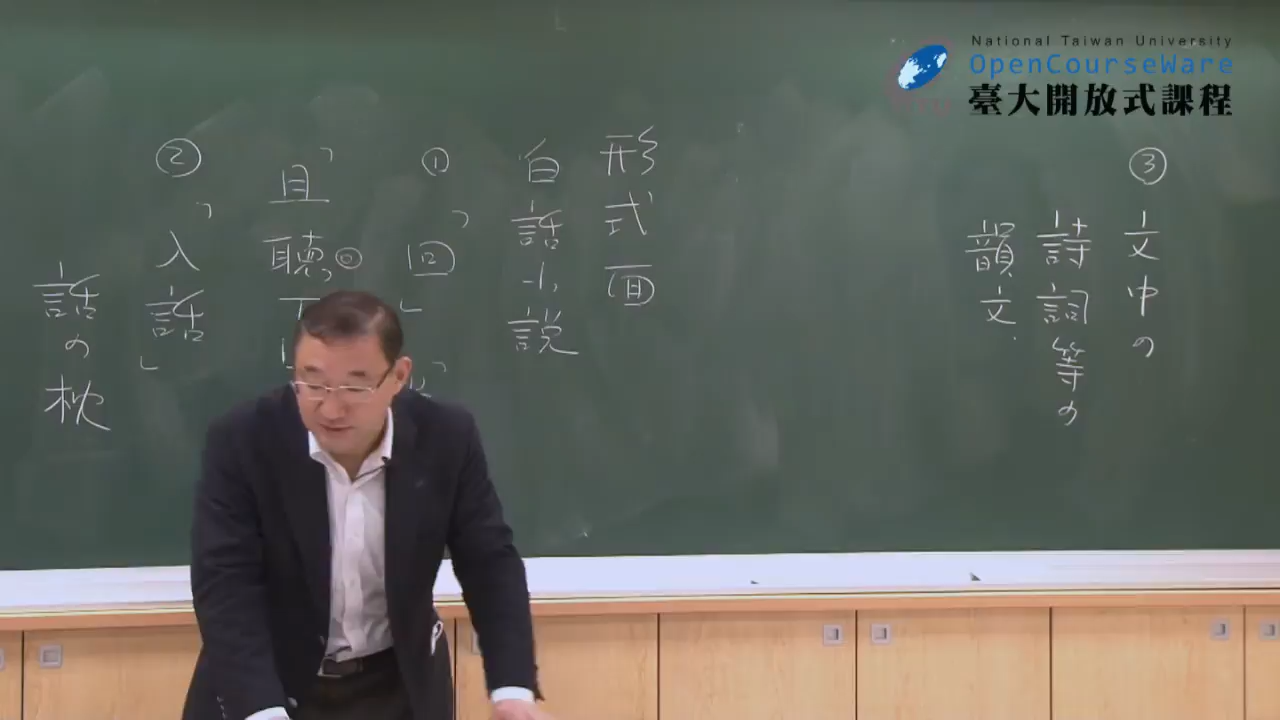 National Taiwan University
OpenCourseWare
臺大開放式課程
形式面
白話小説
①「回」
且聽
②「入話」
話の枕
③文中の
詩詞等の
韻文.